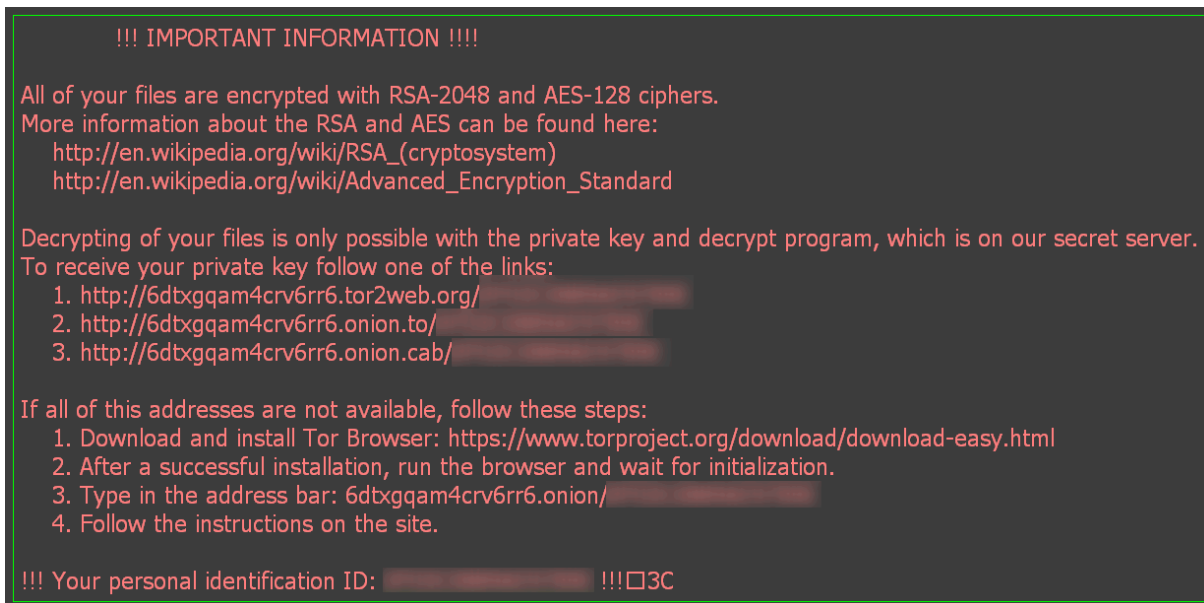 !!! IMPORTANT INFORMATION !!!!
All of your files are encrypted with RSA-2048 and AES-128 ciphers.
More information about the RSA and AES can be found here:
http://en.wikipedia.org/wiki/RSA_(cryptosystem)
http://en.wikipedia.org/wiki/Advanced_Encryption_Standard
Decrypting of your files is only possible with the private key and decrypt program, which is on our secret server.
To receive your private key follow one of the links:
1. http://6dtxgqam4crv6rr6.tor2web.org/
2. http://6dtxgqam4crv6rr6.onion.to/
3. http://6dtxgqam4crv6rr6.onion.cab/
If all of this addresses are not available, follow these steps:
1. Download and install Tor Browser: https://www.torproject.org/download/download-easy.html
2. After a successful installation, run the browser and wait for initialization.
3. Type in the address bar: 6dtxgqam4crv6rr6.onion/
4. Follow the instructions on the site.
!!! Your personal identification ID: !!!□3C